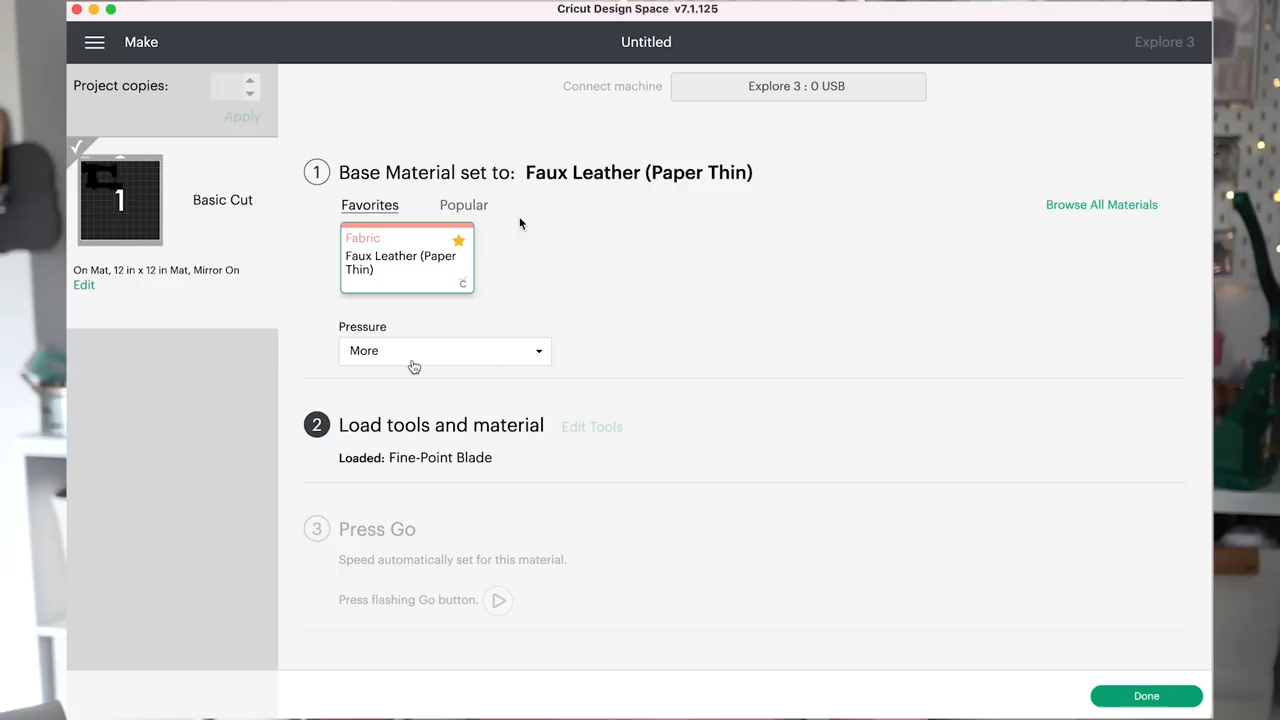 Cricut Design Space v7.1.125
Make
Untitled
Explore 3
Project copies:
1
Apply
1
Basic Cut
On Mat, 12 in x 12 in Mat, Mirror On
Edit
Connect machine
Explore 3 : 0 USB
1
Base Material set to: Faux Leather (Paper Thin)
Favorites
Popular
Browse All Materials
Fabric
Faux Leather (Paper
Thin)
Pressure
More
2
Load tools and material
Edit Tools
Loaded: Fine-Point Blade
3
Press Go
Speed automatically set for this material.
Press flashing Go button.
Done